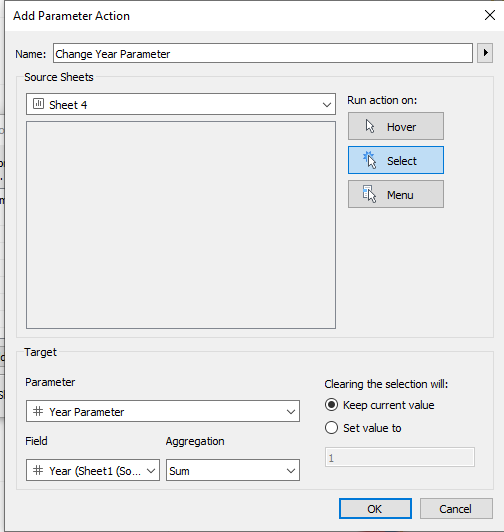 Add Parameter Action
Name: Change Year Parameter
Source Sheets
Sheet 4
Run action on:
Hover
Select
Menu
Target
Parameter
Year Parameter
Field
Aggregation
Year (Sheet1 (So...
Sum
Clearing the selection will:
Keep current value
Set value to
1
OK
Cancel